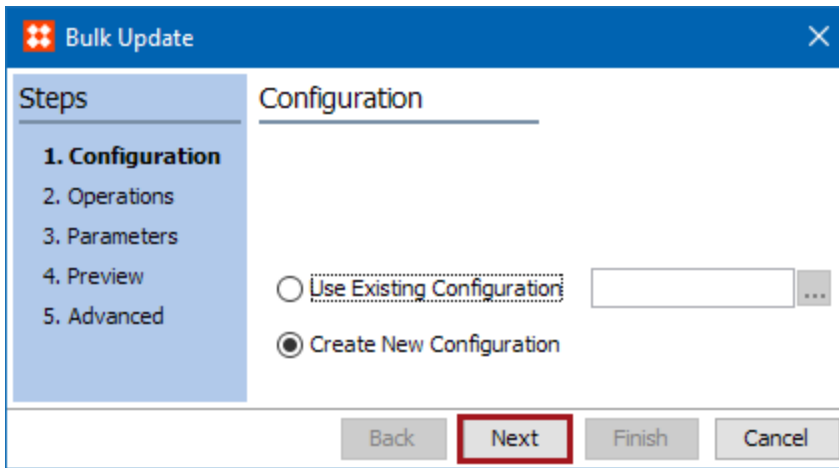 Bulk Update
Steps
1. Configuration
2. Operations
3. Parameters
4. Preview
5. Advanced
Configuration
Use Existing Configuration
...
Create New Configuration
Back
Next
Finish
Cancel